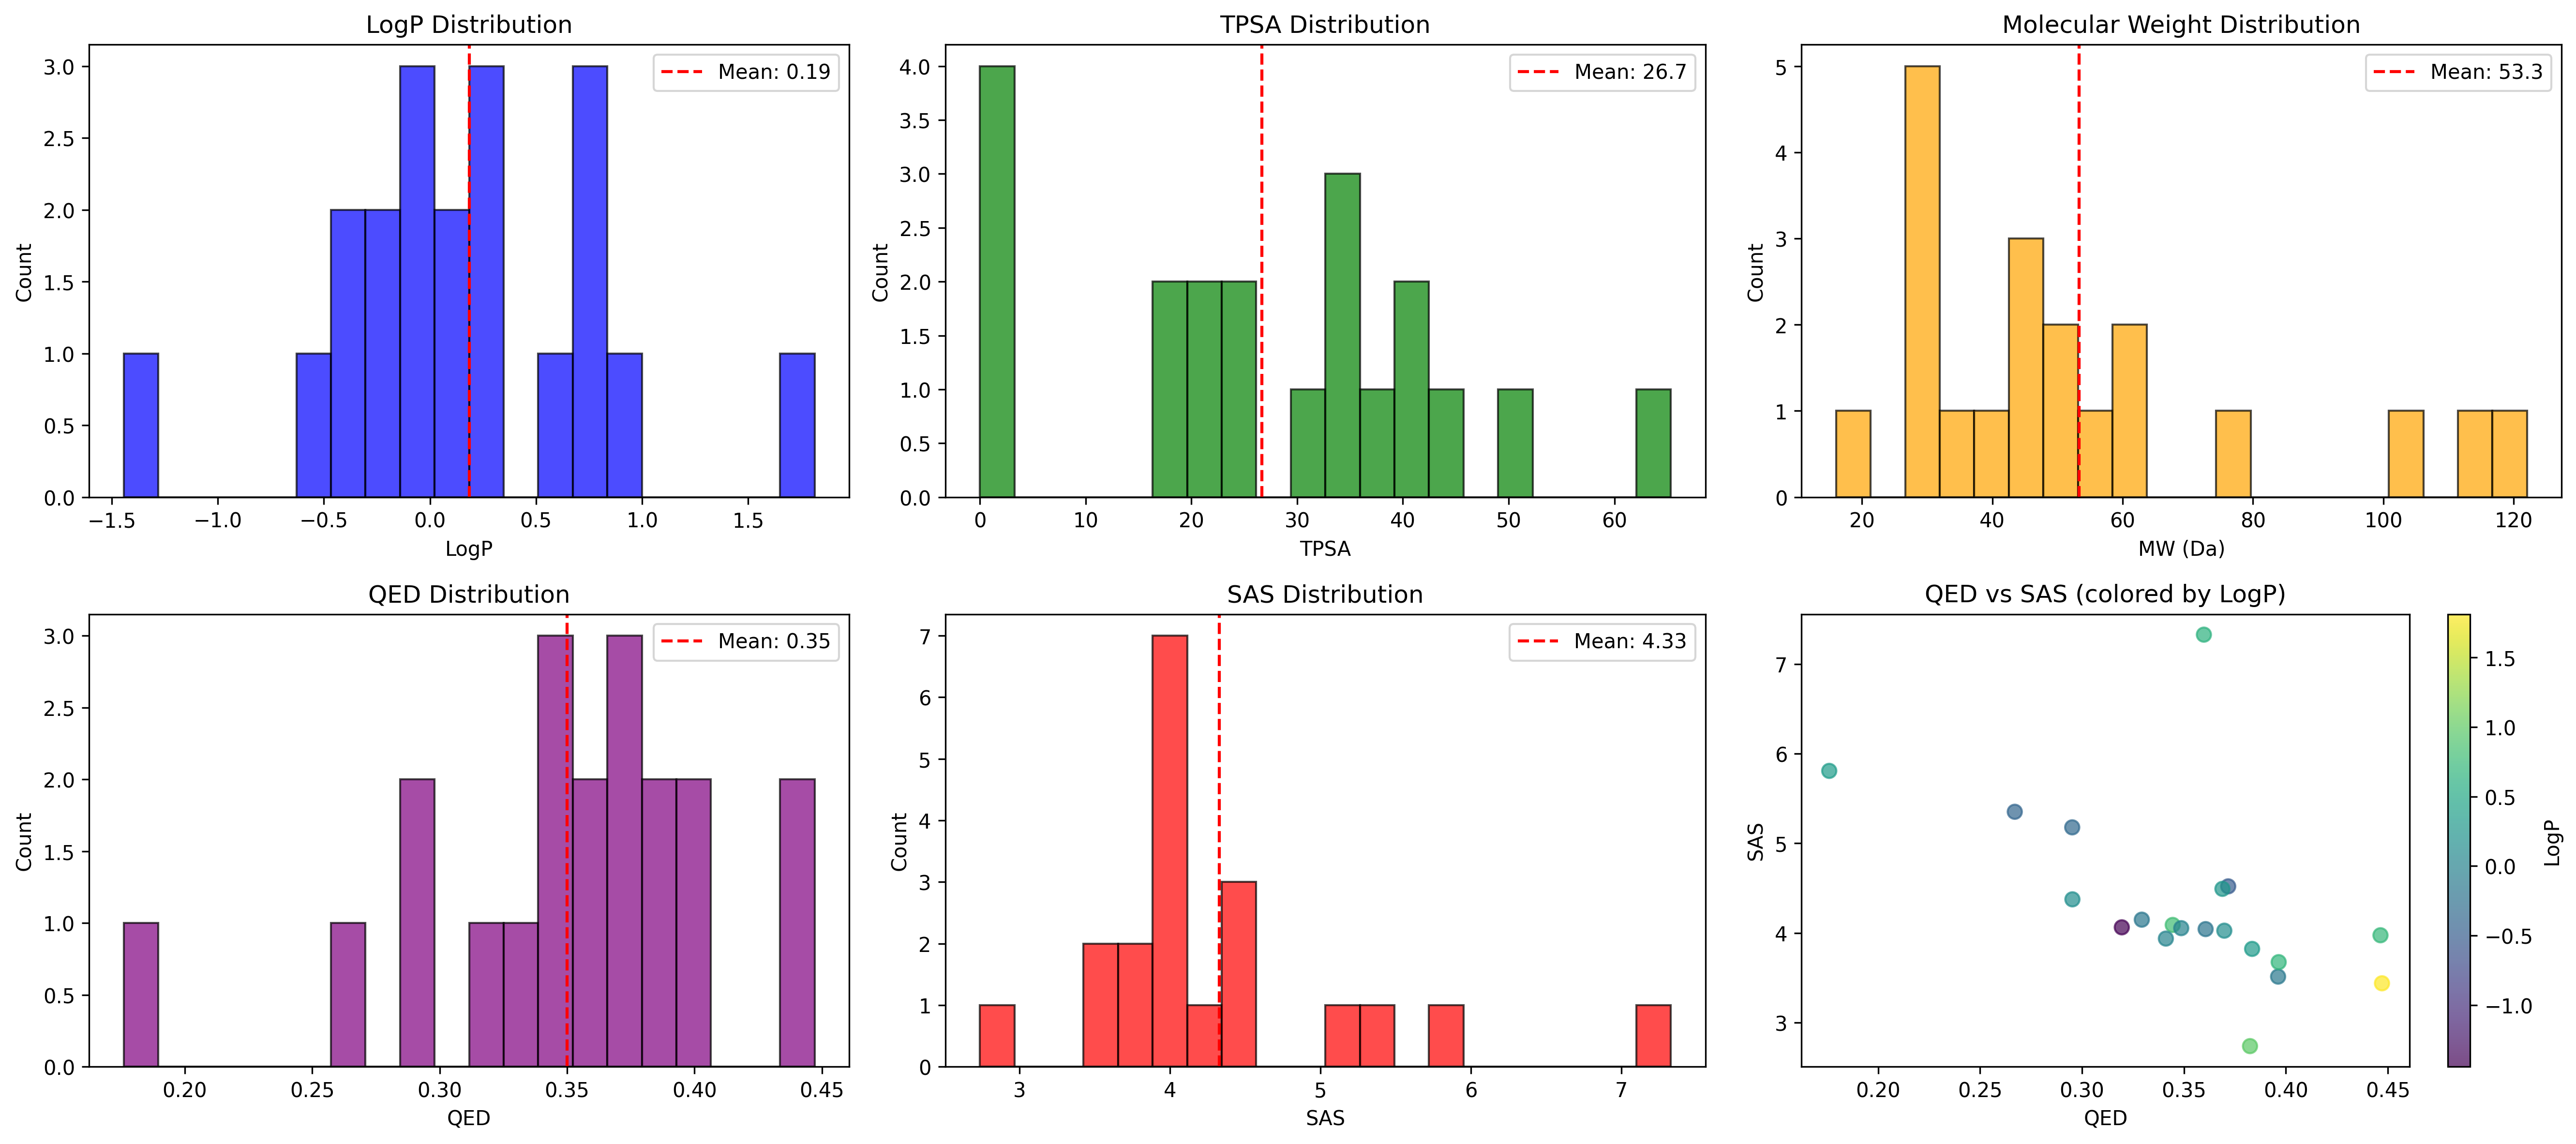 LogP Distribution
3.0
2.5
2.0
1.5
1.0
0.5
0.0
Count
Mean: 0.19
−1.5 −1.0 −0.5 0.0 0.5 1.0 1.5
LogP
TPSA Distribution
4.0
3.5
3.0
2.5
2.0
1.5
1.0
0.5
0.0
Count
Mean: 26.7
0 10 20 30 40 50 60
TPSA
Molecular Weight Distribution
5
4
3
2
1
0
Count
Mean: 53.3
20 40 60 80 100 120
MW (Da)
QED Distribution
3.0
2.5
2.0
1.5
1.0
0.5
0.0
Count
Mean: 0.35
0.20 0.25 0.30 0.35 0.40 0.45
QED
SAS Distribution
7
6
5
4
3
2
1
0
Count
Mean: 4.33
3 4 5 6 7
SAS
QED vs SAS (colored by LogP)
7
6
5
4
3
SAS
0.20 0.25 0.30 0.35 0.40 0.45
QED
1.5
1.0
0.5
0.0
−0.5
−1.0
LogP